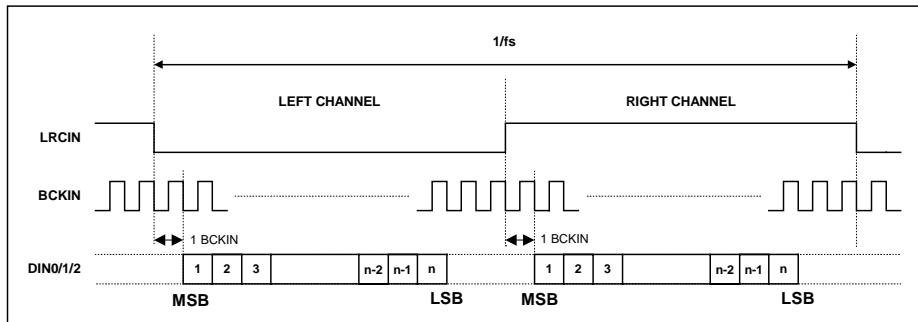 1/fs
LEFT CHANNEL RIGHT CHANNEL
LRCIN
BCKIN
1 BCKIN 1 BCKIN
DIN0/1/2 1 2 3 n-2 n-1 n 1 2 3 n-2 n-1 n
MSB LSB MSB LSB